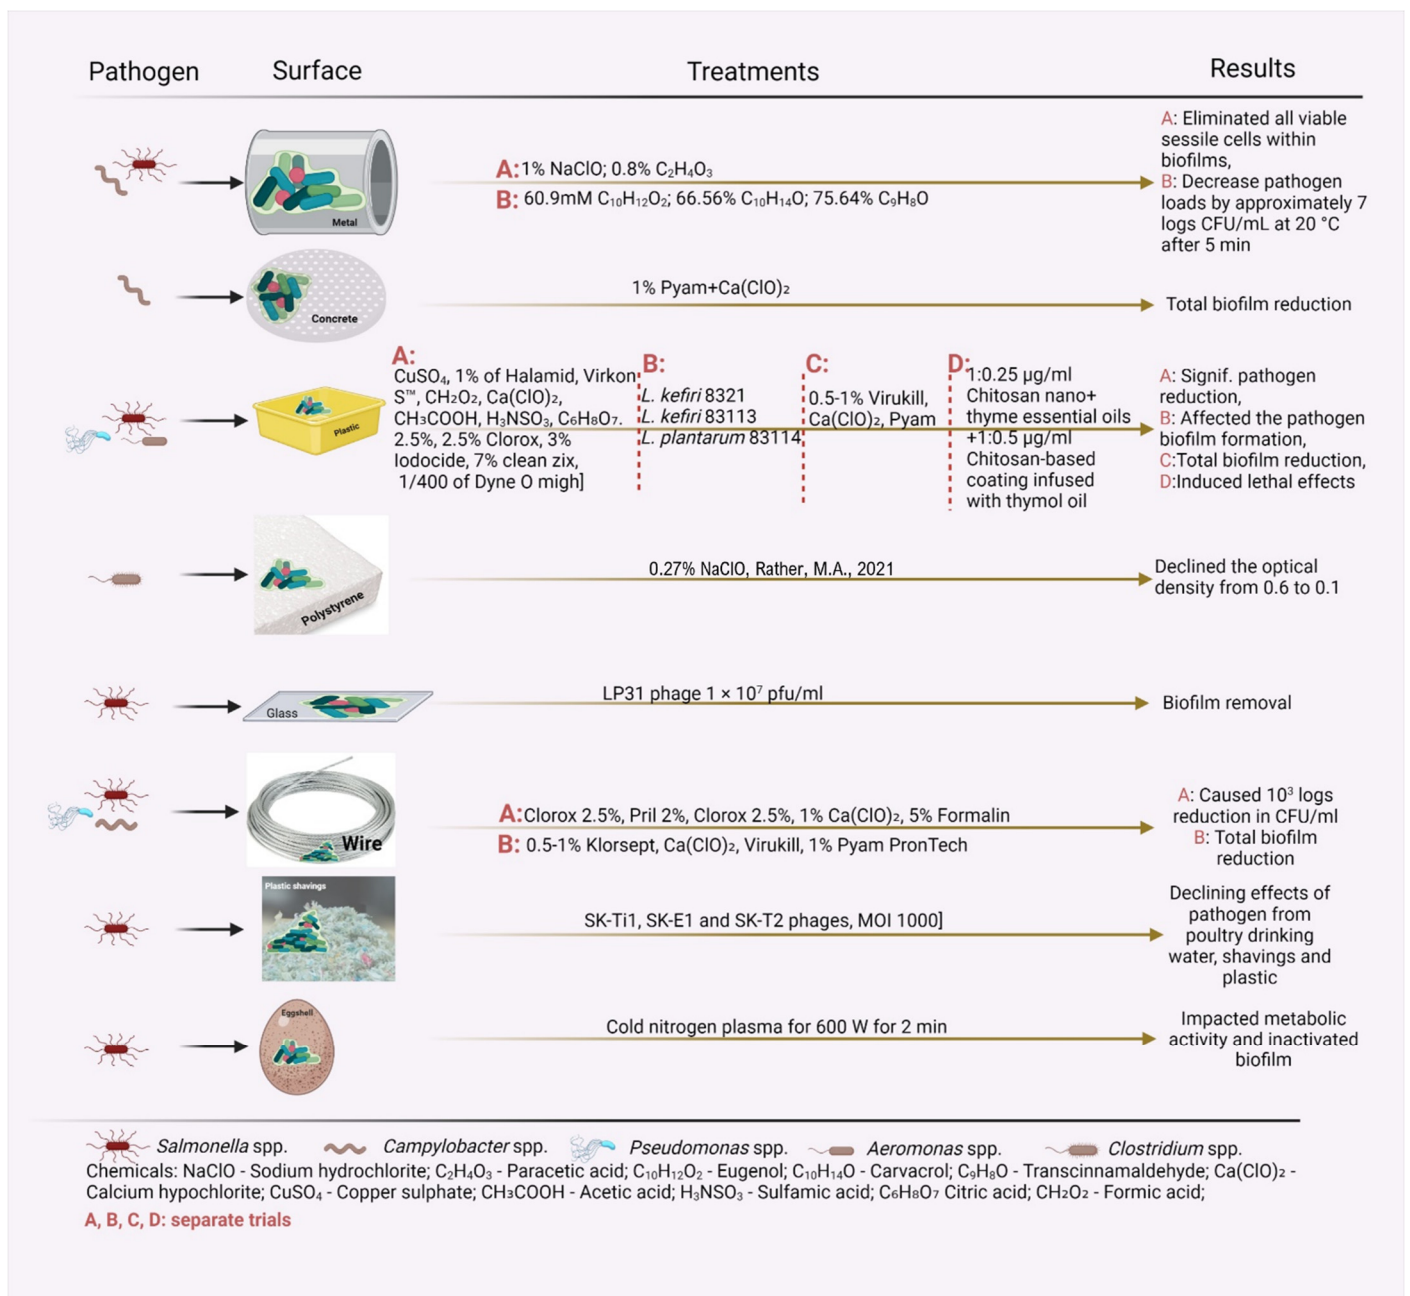 Pathogen
Surface
Treatments
Results
Metal
A:1% NaClO; 0.8% C₂H₄O₃
B: 60.9mM C₁₀H₁₂O₂; 66.56% C₁₀H₁₄O; 75.64% C₉H₈O
A: Eliminated all viable
sessile cells within
biofilms,
B: Decrease pathogen
loads by approximately 7
logs CFU/mL at 20 °C
after 5 min
Concrete
1% Pyam+Ca(ClO)₂
Total biofilm reduction
Plastic
A:
CuSO₄, 1% of Halamid, Virkon
S™, CH₂O₂, Ca(ClO)₂,
CH₃COOH, H₃NSO₃, C₆H₈O₇.
2.5%, 2.5% Clorox, 3%
Iodocide, 7% clean zix,
1/400 of Dyne O migh]
B:
L. kefiri 8321
L. kefiri 83113
L. plantarum 83114
C:
0.5-1% Virukill,
Ca(ClO)₂, Pyam
D:
1:0.25 µg/ml
Chitosan nano+
thyme essential oils
+1:0.5 µg/ml
Chitosan-based
coating infused
with thymol oil
A: Signif. pathogen
reduction,
B: Affected the pathogen
biofilm formation,
C:Total biofilm reduction,
D:Induced lethal effects
Polystyrene
0.27% NaClO, Rather, M.A., 2021
Declined the optical
density from 0.6 to 0.1
Glass
LP31 phage 1 × 10⁷ pfu/ml
Biofilm removal
Wire
A:Clorox 2.5%, Pril 2%, Clorox 2.5%, 1% Ca(ClO)₂, 5% Formalin
B: 0.5-1% Klorsept, Ca(ClO)₂, Virukill, 1% Pyam PronTech
A: Caused 10³ logs
reduction in CFU/ml
B: Total biofilm
reduction
Plastic shavings
SK-Ti1, SK-E1 and SK-T2 phages, MOI 1000]
Declining effects of
pathogen from
poultry drinking
water, shavings and
plastic
Eggshell
Cold nitrogen plasma for 600 W for 2 min
Impacted metabolic
activity and inactivated
biofilm
Salmonella spp. Campylobacter spp. Pseudomonas spp. Aeromonas spp. Clostridium spp.
Chemicals: NaClO - Sodium hydrochlorite; C₂H₄O₃ - Paracetic acid; C₁₀H₁₂O₂ - Eugenol; C₁₀H₁₄O - Carvacrol; C₉H₈O - Transcinnamaldehyde; Ca(ClO)₂ -
Calcium hypochlorite; CuSO₄ - Copper sulphate; CH₃COOH - Acetic acid; H₃NSO₃ - Sulfamic acid; C₆H₈O₇ Citric acid; CH₂O₂ - Formic acid;
A, B, C, D: separate trials